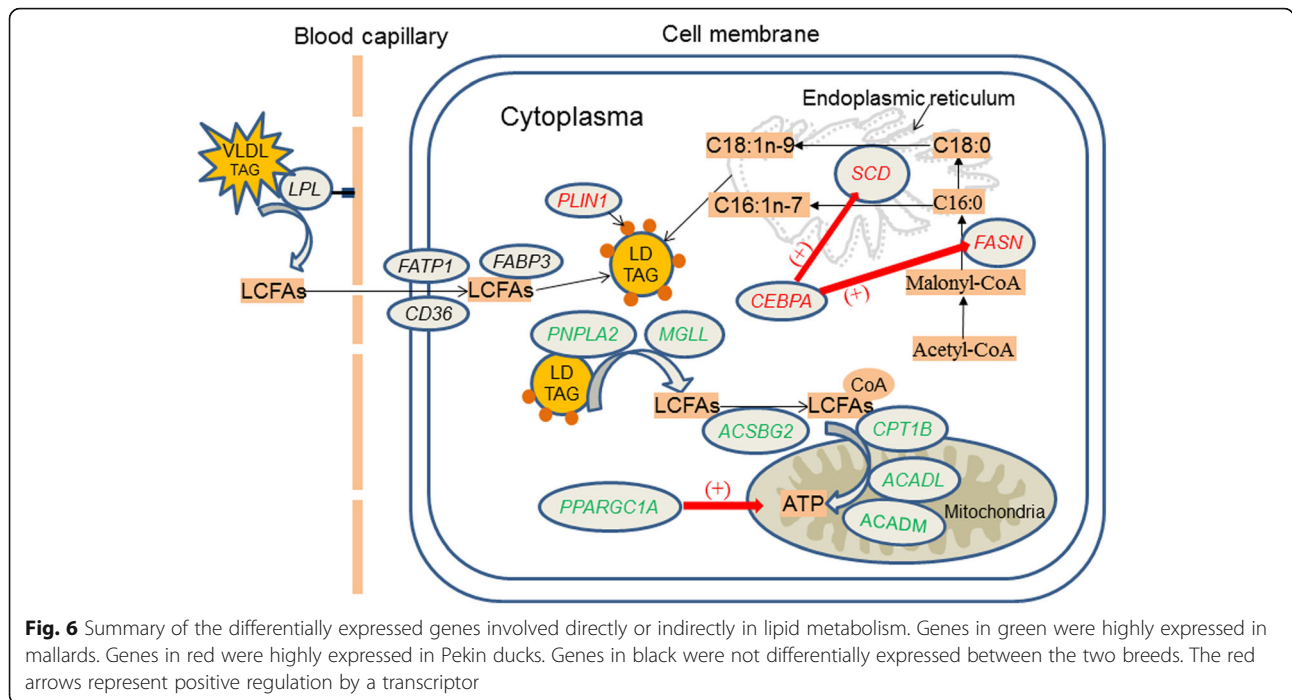 Blood capillary
Cell membrane
Endoplasmic reticulum
Cytoplasma
VLDL
TAG
LPL
LCFAs
FATP1
CD36
FABP3
LCFAs
PLIN1
LD
TAG
C18:1n-9
C18:0
SCD
C16:1n-7
C16:0
FASN
(+)
(+)
CEBPA
Malonyl-CoA
Acetyl-CoA
PNPLA2
MGLL
LD
TAG
LCFAs
LCFAs
CoA
ACSBG2
CPT1B
PPARGC1A
(+)
ATP
ACADL
ACADM
Mitochondria
Fig. 6 Summary of the differentially expressed genes involved directly or indirectly in lipid metabolism. Genes in green were highly expressed in
mallards. Genes in red were highly expressed in Pekin ducks. Genes in black were not differentially expressed between the two breeds. The red
arrows represent positive regulation by a transcriptor